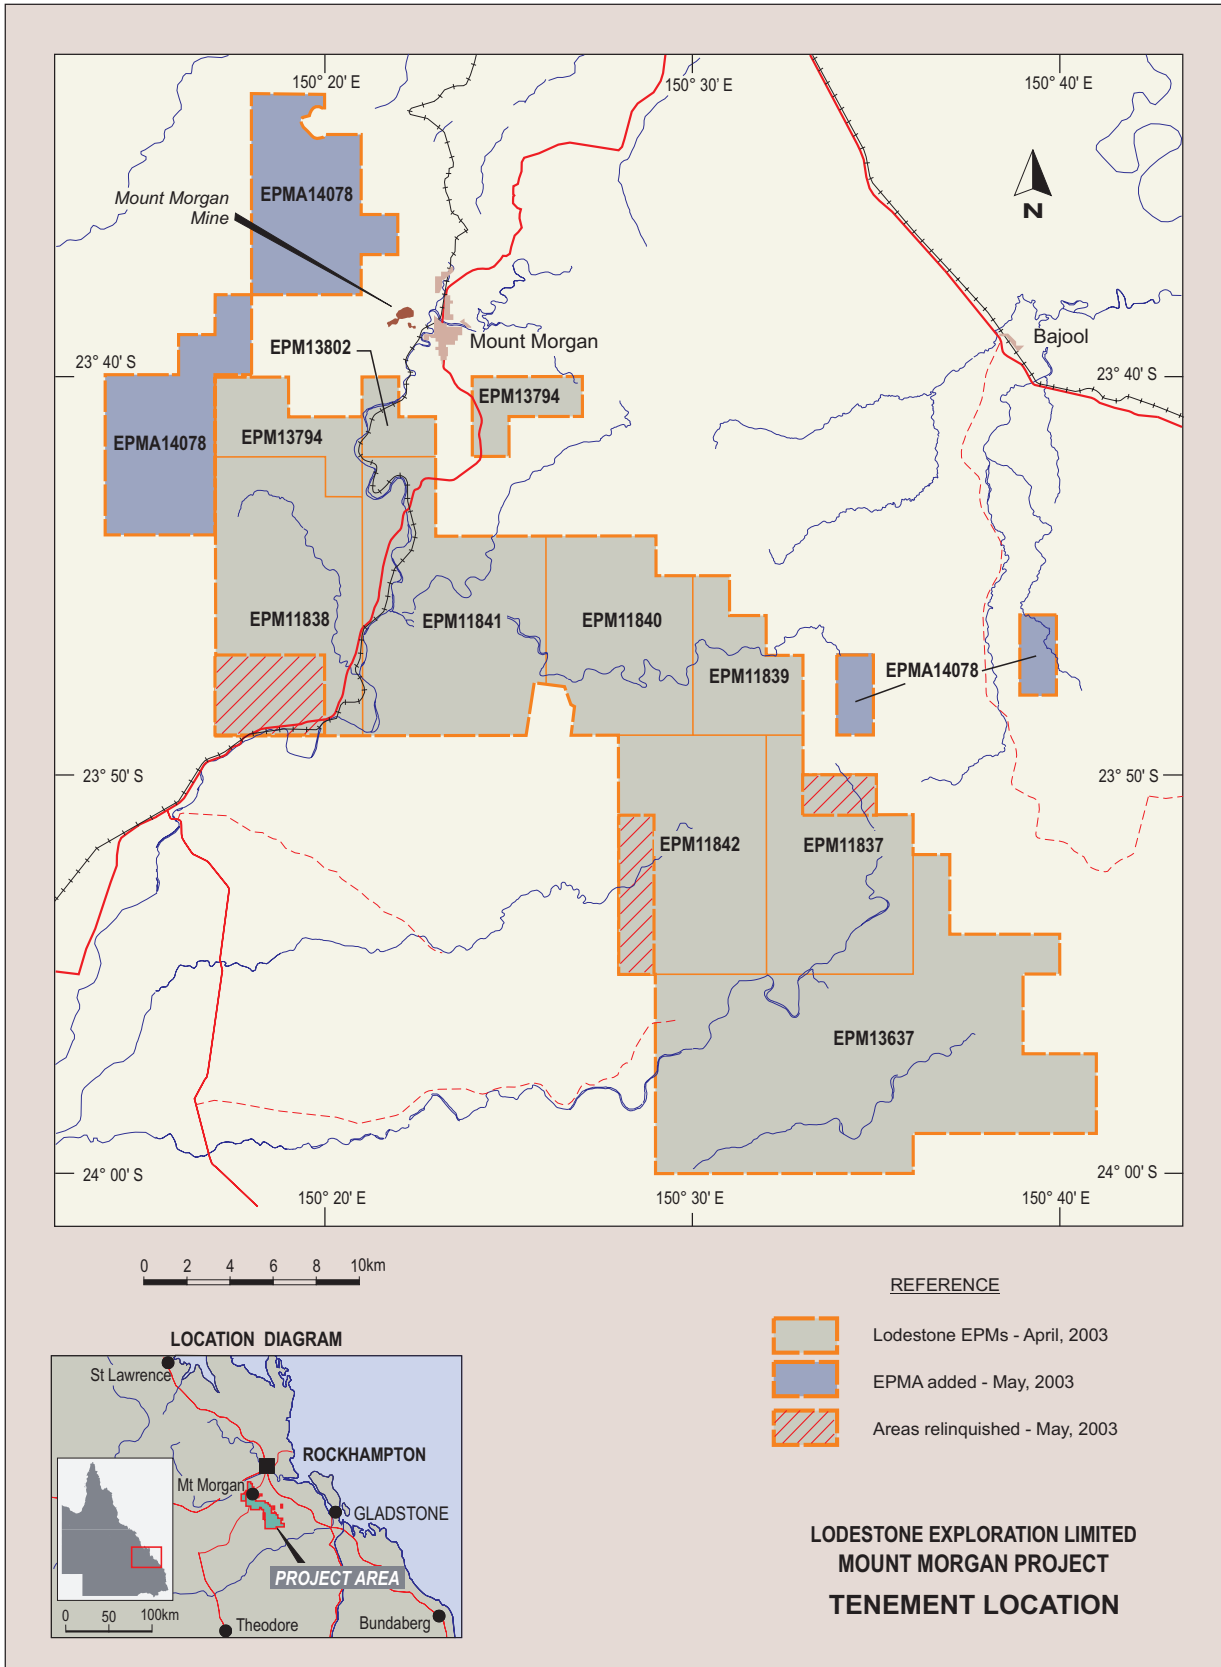 150° 20' E
150° 30' E
150° 40' E
EPMA14078
Mount Morgan
Mine
N
EPM13802
Mount Morgan
Bajool
23° 40' S
23° 40' S
EPM13794
EPMA14078
EPM13794
EPM11838
EPM11841
EPM11840
EPM11839
EPMA14078
23° 50' S
23° 50' S
EPM11842
EPM11837
EPM13637
24° 00' S
24° 00' S
150° 20' E
150° 30' E
150° 40' E
0 2 4 6 8 10km
REFERENCE
Lodestone EPMs - April, 2003
EPMA added - May, 2003
Areas relinquished - May, 2003
LOCATION DIAGRAM
St Lawrence
ROCKHAMPTON
Mt Morgan
GLADSTONE
PROJECT AREA
0 50 100km
Theodore
Bundaberg
LODESTONE EXPLORATION LIMITED
MOUNT MORGAN PROJECT
TENEMENT LOCATION